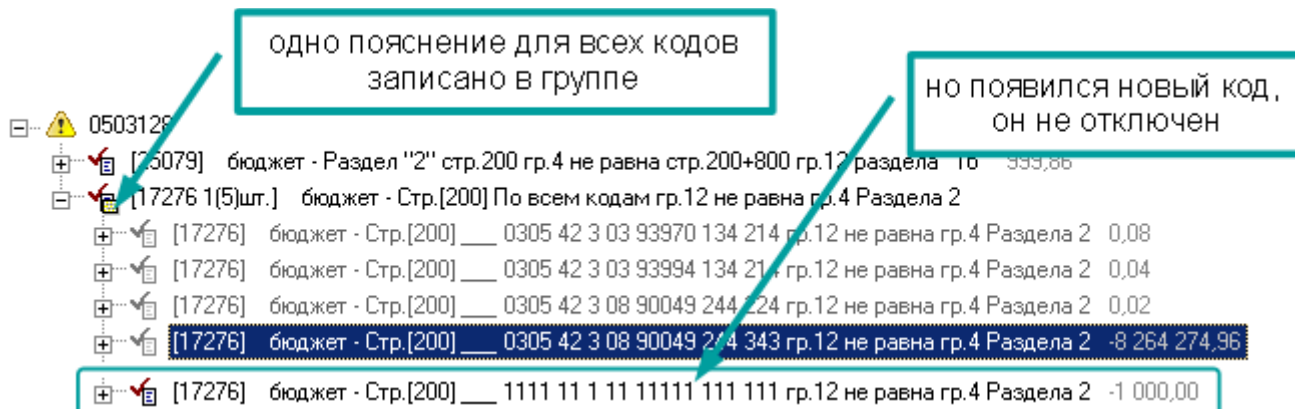 одно пояснение для всех кодов
записано в группе
но появился новый код,
он не отключен
0503128
[25079] бюджет - Раздел "2" стр.200 гр.4 не равна стр.200+800 гр.12 раздела 999,86
[17276 1(5)шт.] бюджет - Стр.[200] По всем кодам гр.12 не равна гр.4 Раздела 2
[17276] бюджет - Стр.[200] ___ 0305 42 3 03 93970 134 214 гр.12 не равна гр.4 Раздела 2 0,08
[17276] бюджет - Стр.[200] ___ 0305 42 3 03 93994 134 214 гр.12 не равна гр.4 Раздела 2 0,04
[17276] бюджет - Стр.[200] ___ 0305 42 3 08 90049 244 224 гр.12 не равна гр.4 Раздела 2 0,02
[17276] бюджет - Стр.[200] ___ 0305 42 3 08 90049 244 343 гр.12 не равна гр.4 Раздела 2 -8 264 274,96
[17276] бюджет - Стр.[200] ___ 1111 11 1 11 11111 111 111 гр.12 не равна гр.4 Раздела 2 -1 000,00